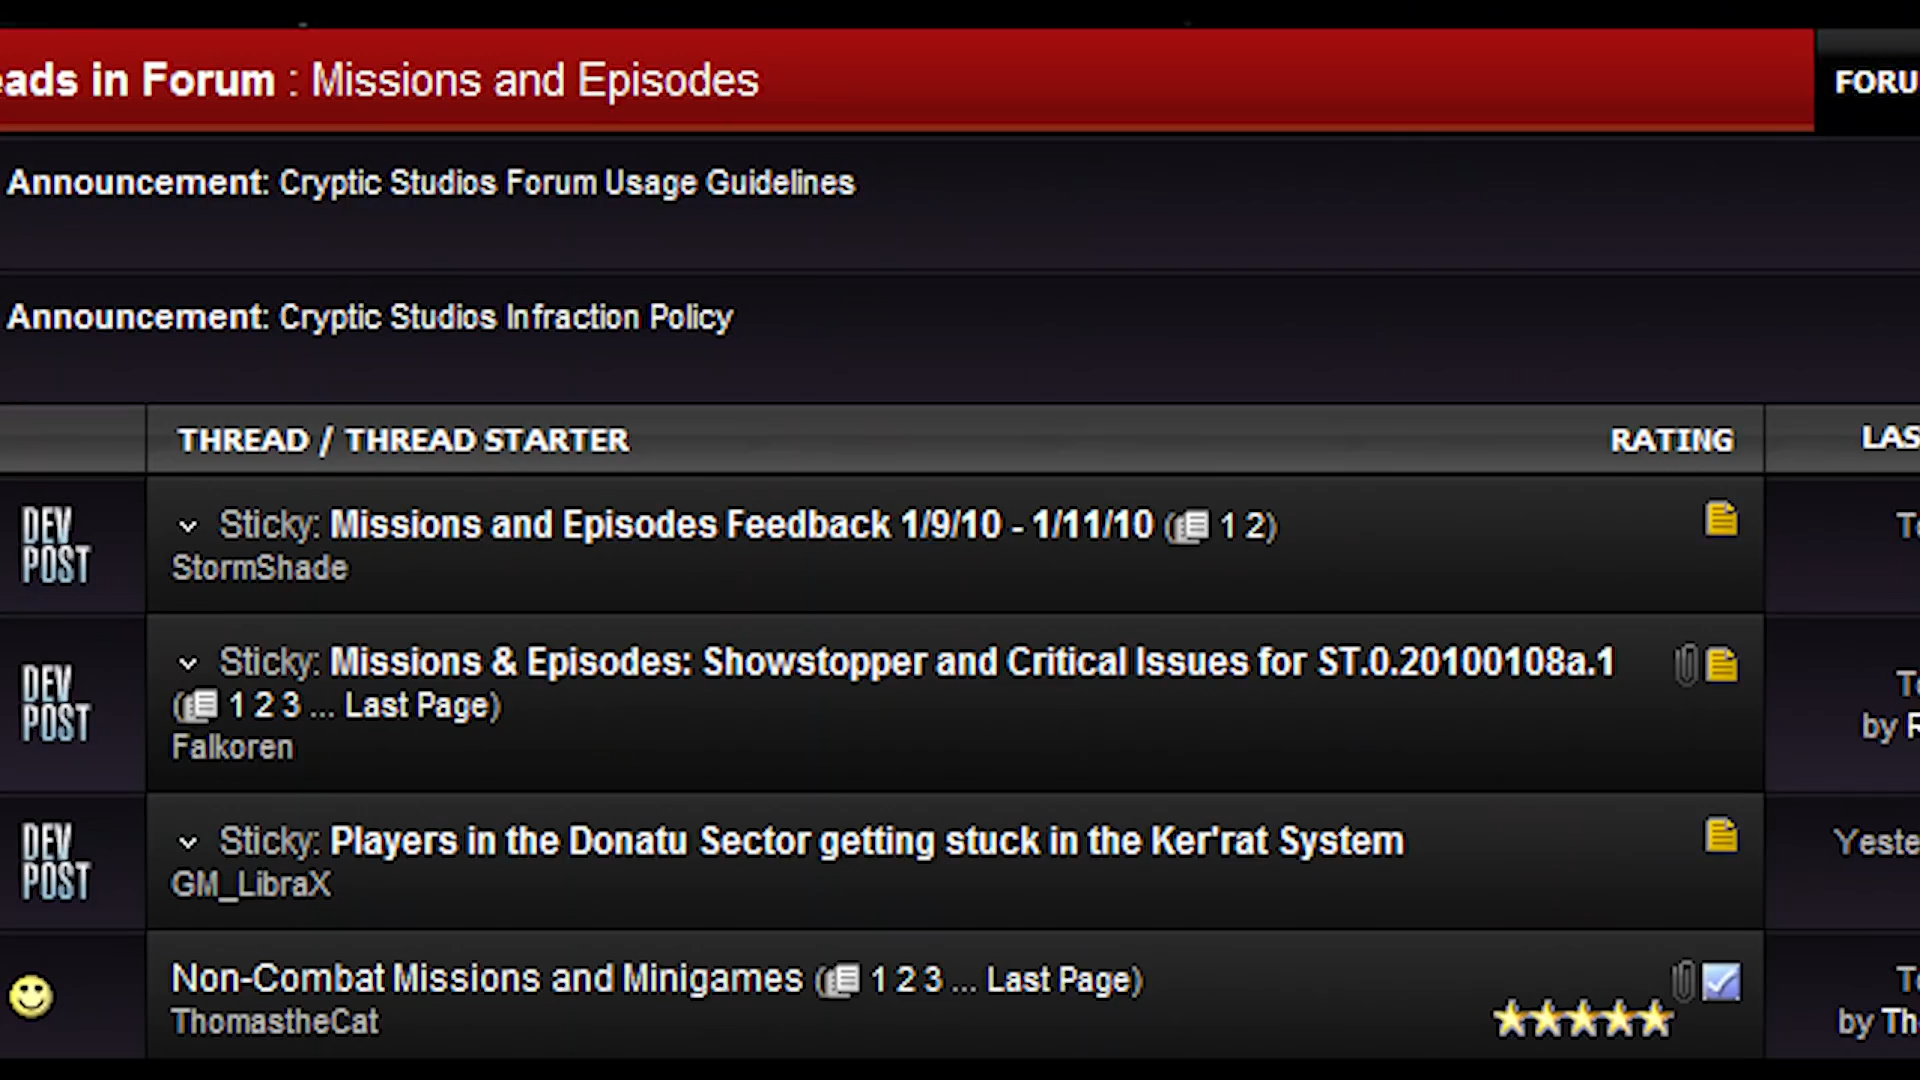 in Forum : Missions and Episodes
Announcement: Cryptic Studios Forum Usage Guidelines
Announcement: Cryptic Studios Infraction Policy
THREAD / THREAD STARTER RATING
DEV POST
Sticky: Missions and Episodes Feedback 1/9/10 - 1/11/10 ( 1 2)
StormShade
DEV POST
Sticky: Missions & Episodes: Showstopper and Critical Issues for ST.0.20100108a.1
( 1 2 3 ... Last Page)
Falkoren
by
DEV POST
Sticky: Players in the Donatu Sector getting stuck in the Ker'rat System
GM_LibraX
Non-Combat Missions and Minigames ( 1 2 3 ... Last Page)
ThomastheCat
by